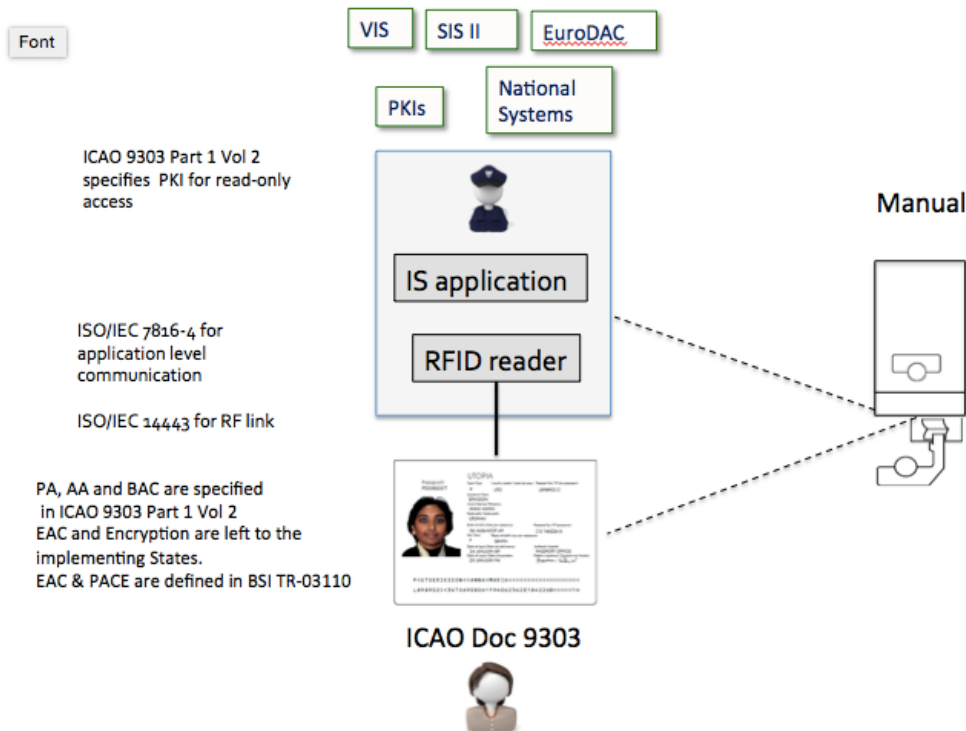 Font
VIS
SIS II
EuroDAC
PKIs
National
Systems
ICAO 9303 Part 1 Vol 2
specifies PKI for read-only
access
Manual
IS application
RFID reader
ISO/IEC 7816-4 for
application level
communication
ISO/IEC 14443 for RF link
PA, AA and BAC are specified
in ICAO 9303 Part 1 Vol 2
EAC and Encryption are left to the
implementing States.
EAC & PACE are defined in BSI TR-03110
UTOPIA
ICAO Doc 9303